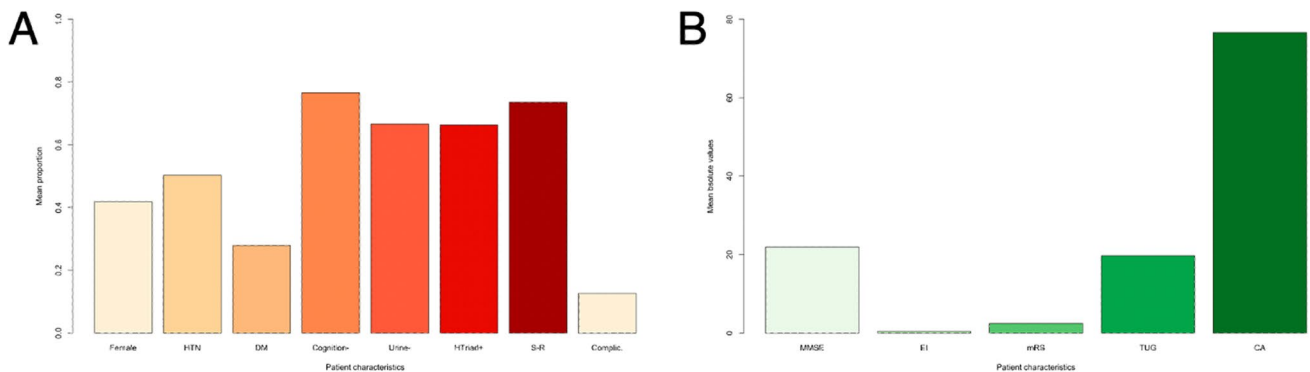 A
Mean proportion
1.0
0.8
0.6
0.4
0.2
0.0
Female HTN DM Cognition- Urine- HTriad+ S-R Complic.
Patient characteristics
B
Mean bsolute values
80
60
40
20
0
MMSE EI mRS TUG CA
Patient characteristics